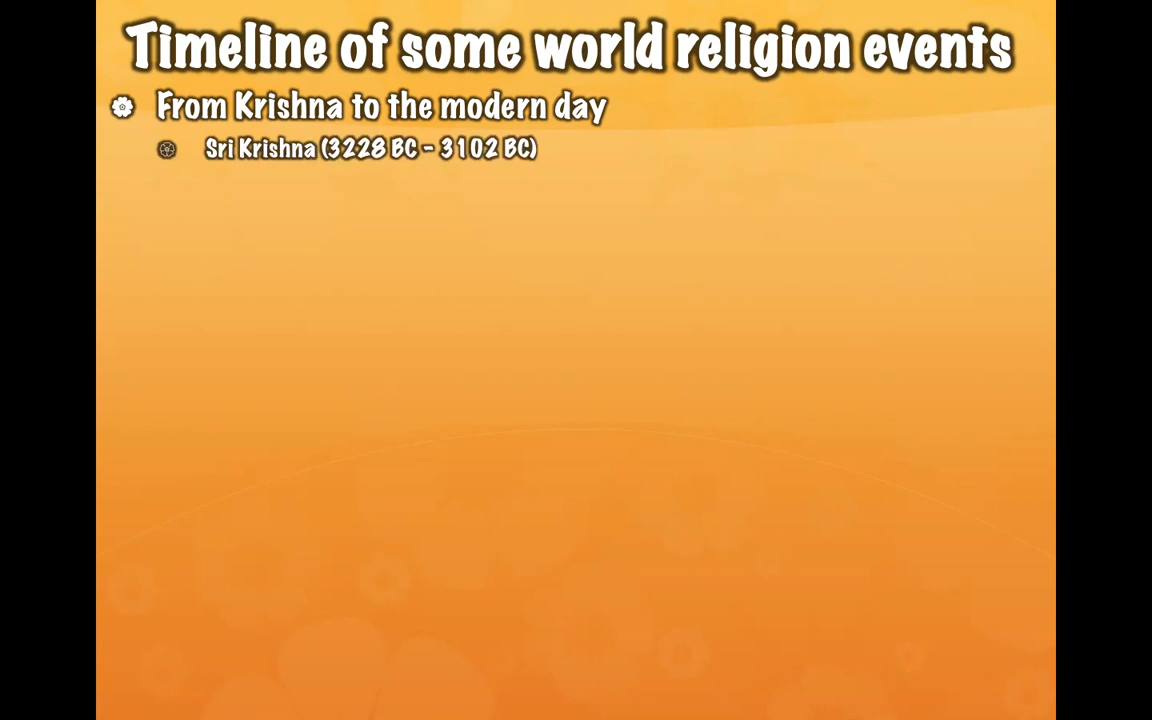 Timeline of some world religion events
From Krishna to the modern day
Sri Krishna (3228 BC – 3102 BC)